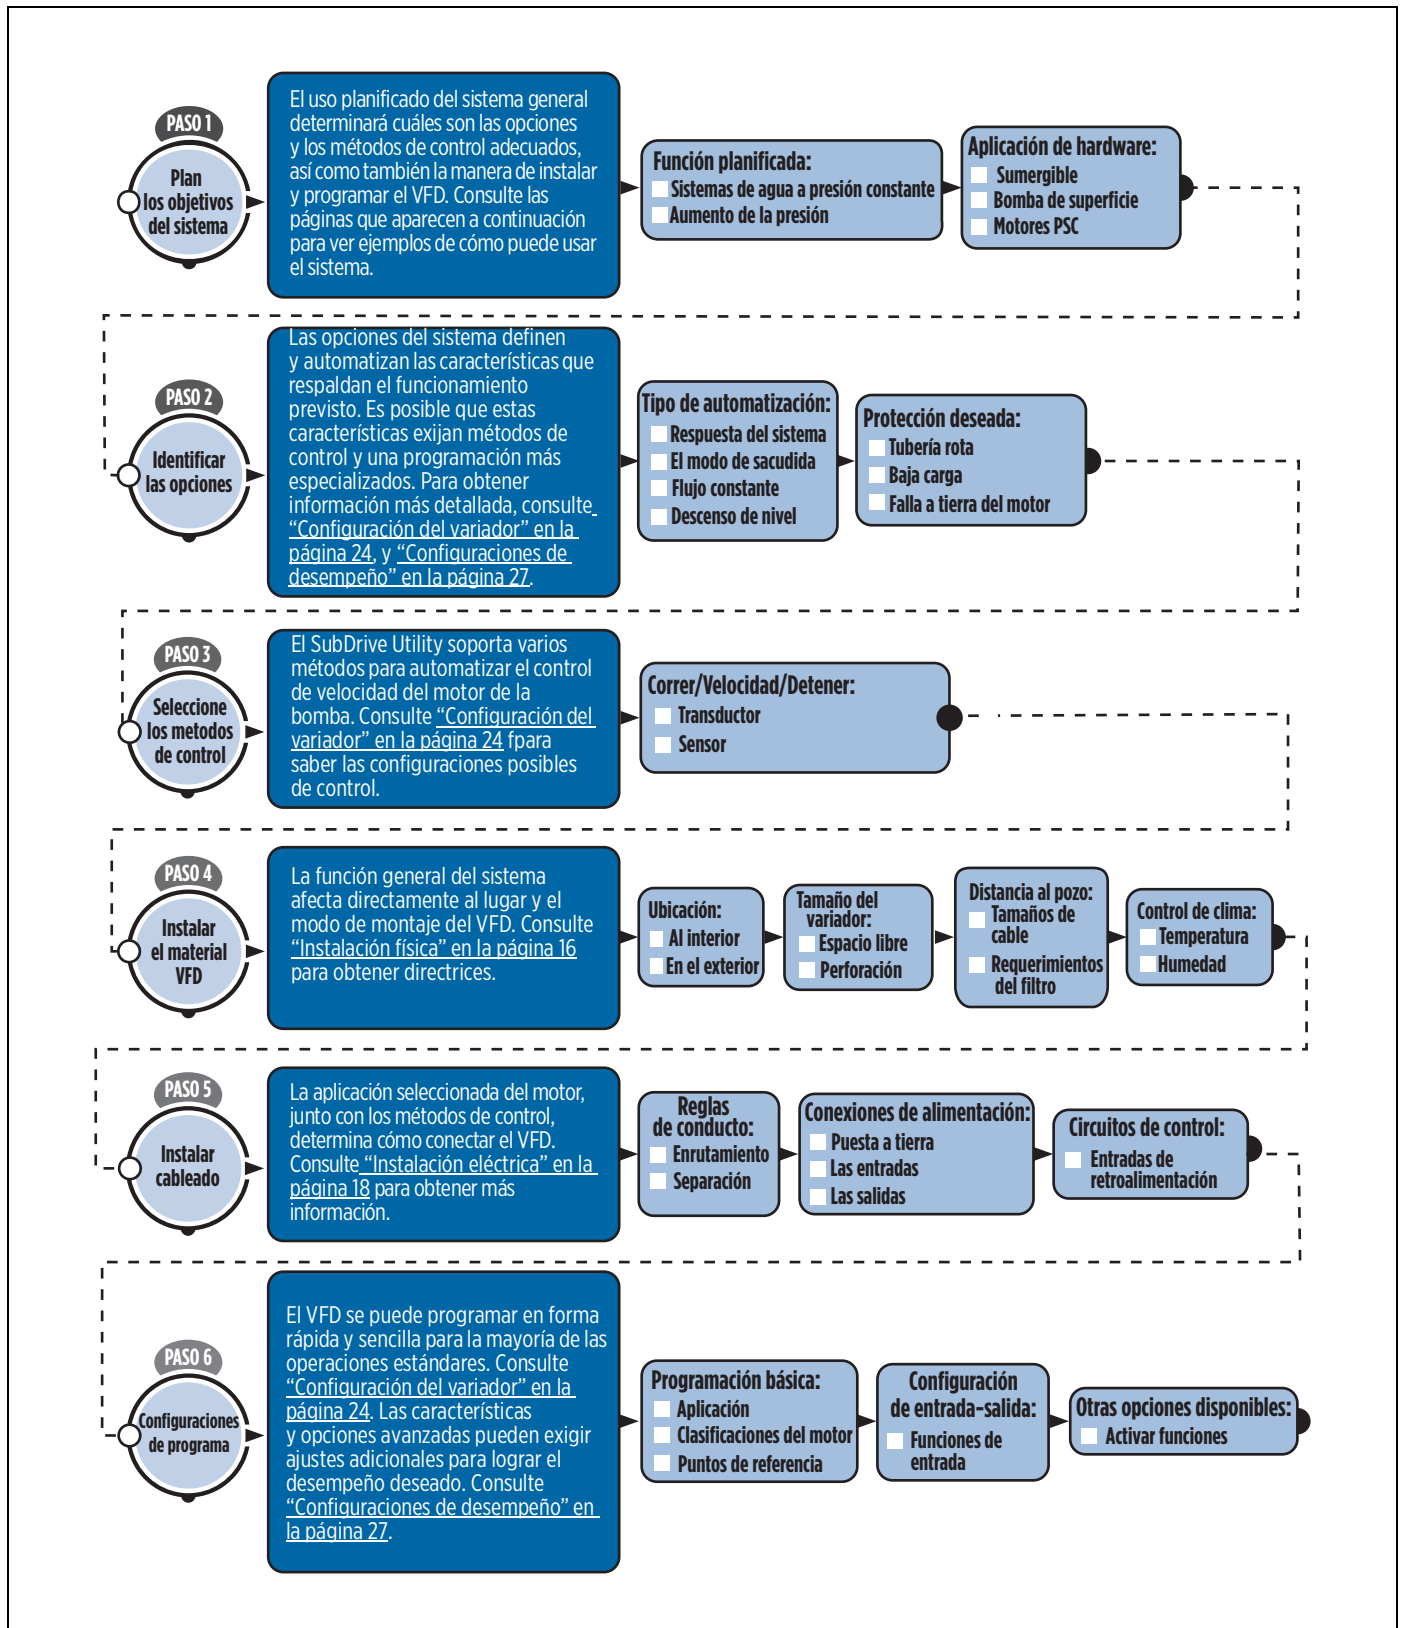 PASO 1
Plan
los objetivos
del sistema
El uso planificado del sistema general
determinará cuáles son las opciones
y los métodos de control adecuados,
así como también la manera de instalar
y programar el VFD. Consulte las
páginas que aparecen a continuación
para ver ejemplos de cómo puede usar
el sistema.
Función planificada:
Sistemas de agua a presión constante
Aumento de la presión
Aplicación de hardware:
Sumergible
Bomba de superficie
Motores PSC
PASO 2
Identificar
las opciones
Las opciones del sistema definen
y automatizan las características que
respaldan el funcionamiento
previsto. Es posible que estas
características exijan métodos de
control y una programación más
especializados. Para obtener
información más detallada, consulte
“Configuración del variador” en la
página 24, y “Configuraciones de
desempeño” en la página 27.
Tipo de automatización:
Respuesta del sistema
El modo de sacudida
Flujo constante
Descenso de nivel
Protección deseada:
Tubería rota
Baja carga
Falla a tierra del motor
PASO 3
Seleccione
los metodos
de control
El SubDrive Utility soporta varios
métodos para automatizar el control
de velocidad del motor de la
bomba. Consulte “Configuración del
variador” en la página 24 fpara
saber las configuraciones posibles
de control.
Correr/Velocidad/Detener:
Transductor
Sensor
PASO 4
Instalar
el material
VFD
La función general del sistema
afecta directamente al lugar y el
modo de montaje del VFD. Consulte
“Instalación física” en la página 16
para obtener directrices.
Ubicación:
Al interior
En el exterior
Tamaño del
variador:
Espacio libre
Perforación
Distancia al pozo:
Tamaños de
cable
Requerimientos
del filtro
Control de clima:
Temperatura
Humedad
PASO 5
Instalar
cableado
La aplicación seleccionada del motor,
junto con los métodos de control,
determina cómo conectar el VFD.
Consulte “Instalación eléctrica” en la
página 18 para obtener más
información.
Reglas
de conducto:
Enrutamiento
Separación
Conexiones de alimentación:
Puesta a tierra
Las entradas
Las salidas
Circuitos de control:
Entradas de
retroalimentación
PASO 6
Configuraciones
de programa
El VFD se puede programar en forma
rápida y sencilla para la mayoría de las
operaciones estándares. Consulte
“Configuración del variador” en la
página 24. Las características
y opciones avanzadas pueden exigir
ajustes adicionales para lograr el
desempeño deseado. Consulte
“Configuraciones de desempeño” en
la página 27.
Programación básica:
Aplicación
Clasificaciones del motor
Puntos de referencia
Configuración
de entrada-salida:
Funciones de
entrada
Otras opciones disponibles:
Activar funciones